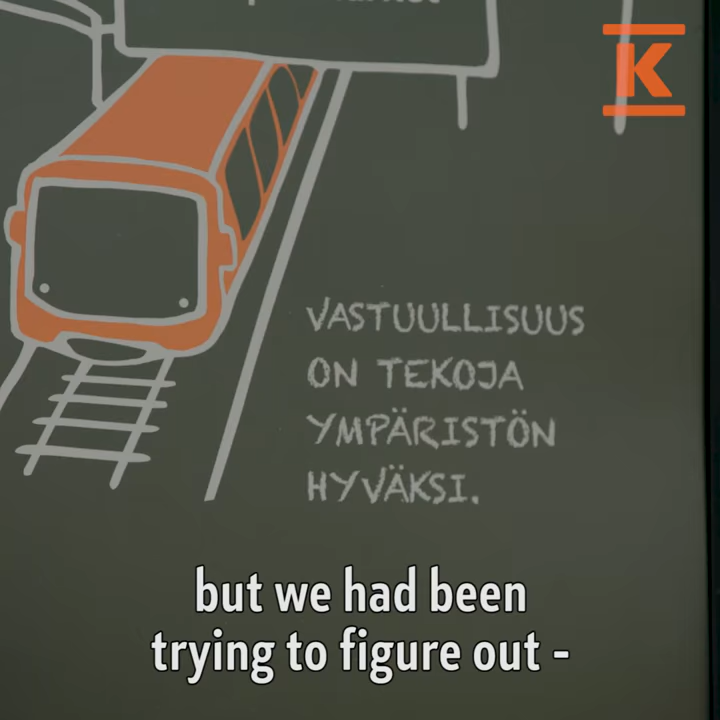 K
VASTUULLISUUS
ON TEKOJA
YMPÄRISTÖN
HYVÄKSI.
but we had been
trying to figure out -